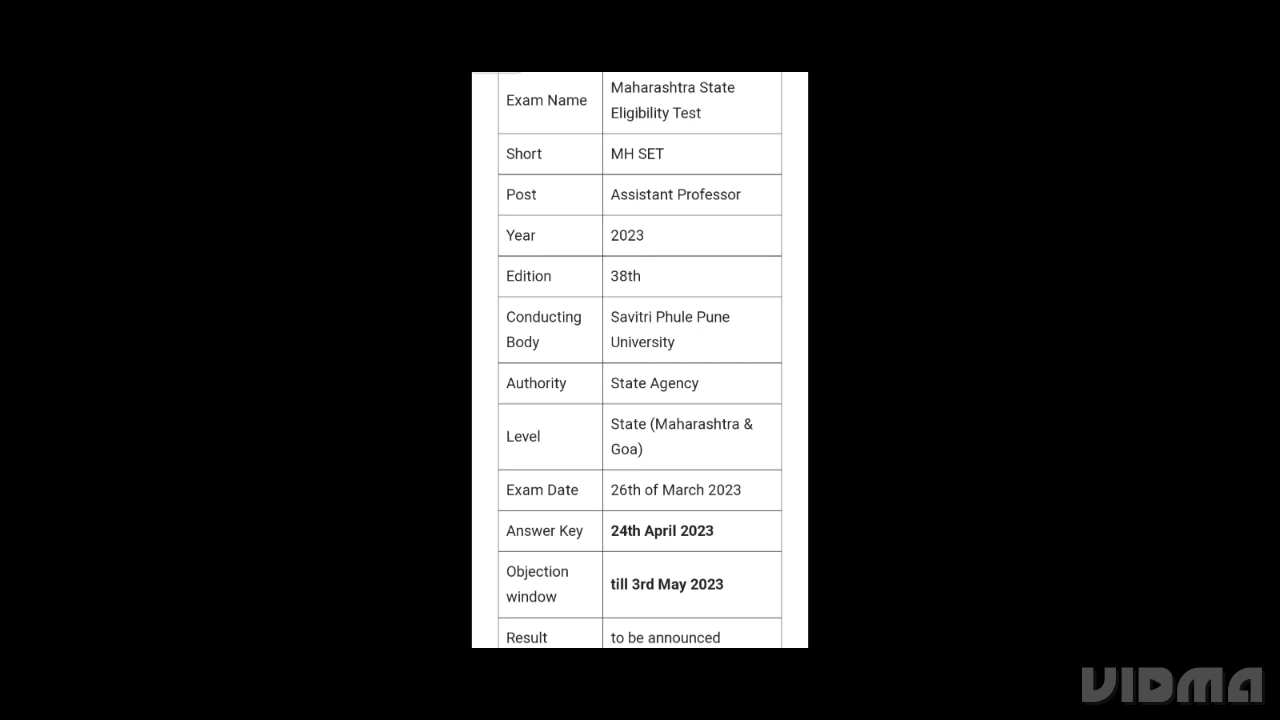 Exam Name
Maharashtra State
Eligibility Test
Short
MH SET
Post
Assistant Professor
Year
2023
Edition
38th
Conducting
Body
Savitri Phule Pune
University
Authority
State Agency
Level
State (Maharashtra &
Goa)
Exam Date
26th of March 2023
Answer Key
24th April 2023
Objection
window
till 3rd May 2023
Result
to be announced
VIDMA